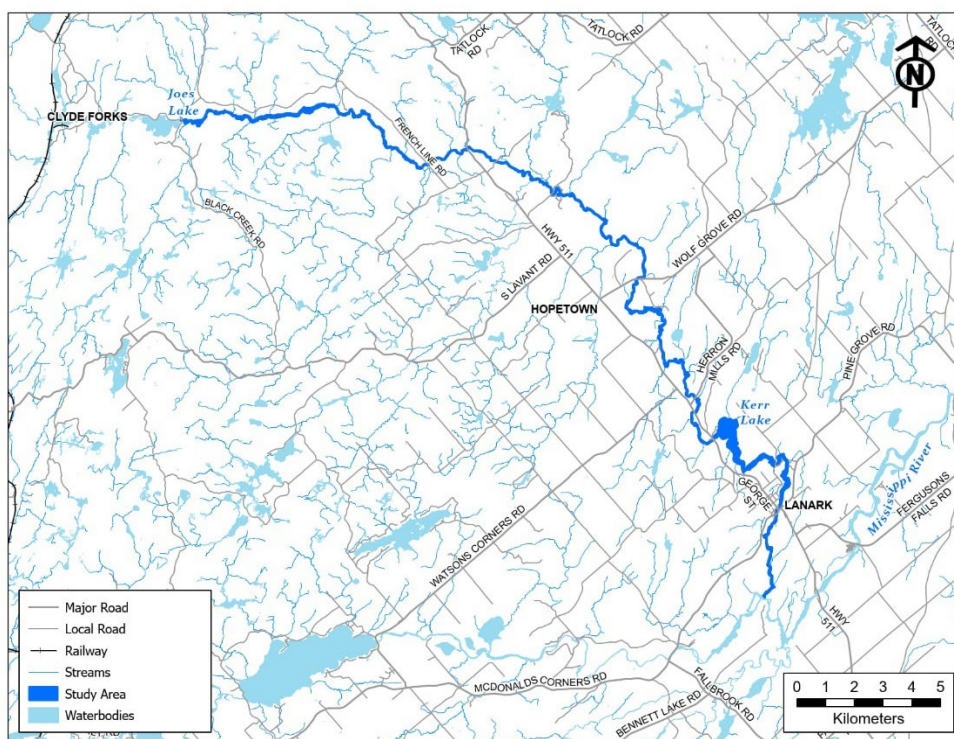 TATLOCK
RD
TATLOCK RD
TATLOCK
RD
N
Joes
Lake
CLYDE FORKS
FRENCH LINE RD
BLACK CREEK RD
HWY 511
WOLF GROVE RD
S LAVANT RD
HOPETOWN
PINE GROVE RD
HERRON
MILLS RD
Kerr
Lake
Mississippi River
GEORGE
ST
LANARK
FERGUSONS
FALLS RD
WATSONS CORNERS RD
HWY
511
MCDONALDS CORNERS RD
FALLBROOK RD
BENNETT LAKE RD
Major Road
Local Road
Railway
Streams
Study Area
Waterbodies
0 1 2 3 4 5
Kilometers